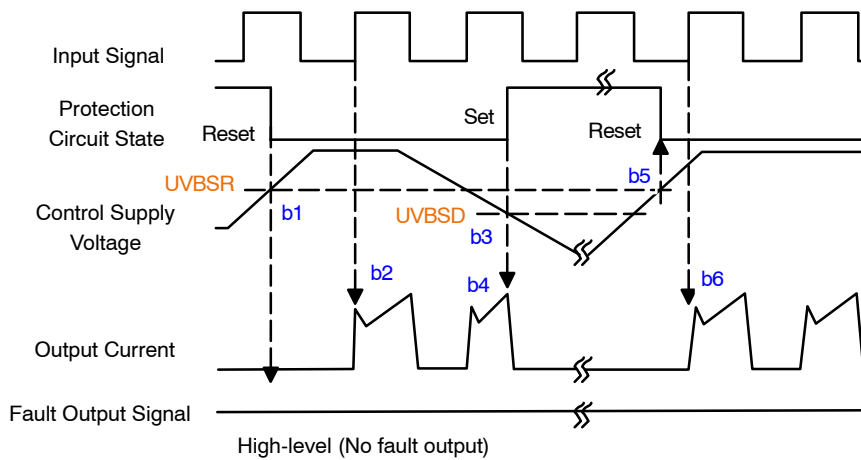 Input Signal
Protection
Circuit State
Reset
Set
Reset
UVBSR
b1
b5
Control Supply
Voltage
UVBSD
b3
b2
b4
b6
Output Current
Fault Output Signal
High-level (No fault output)